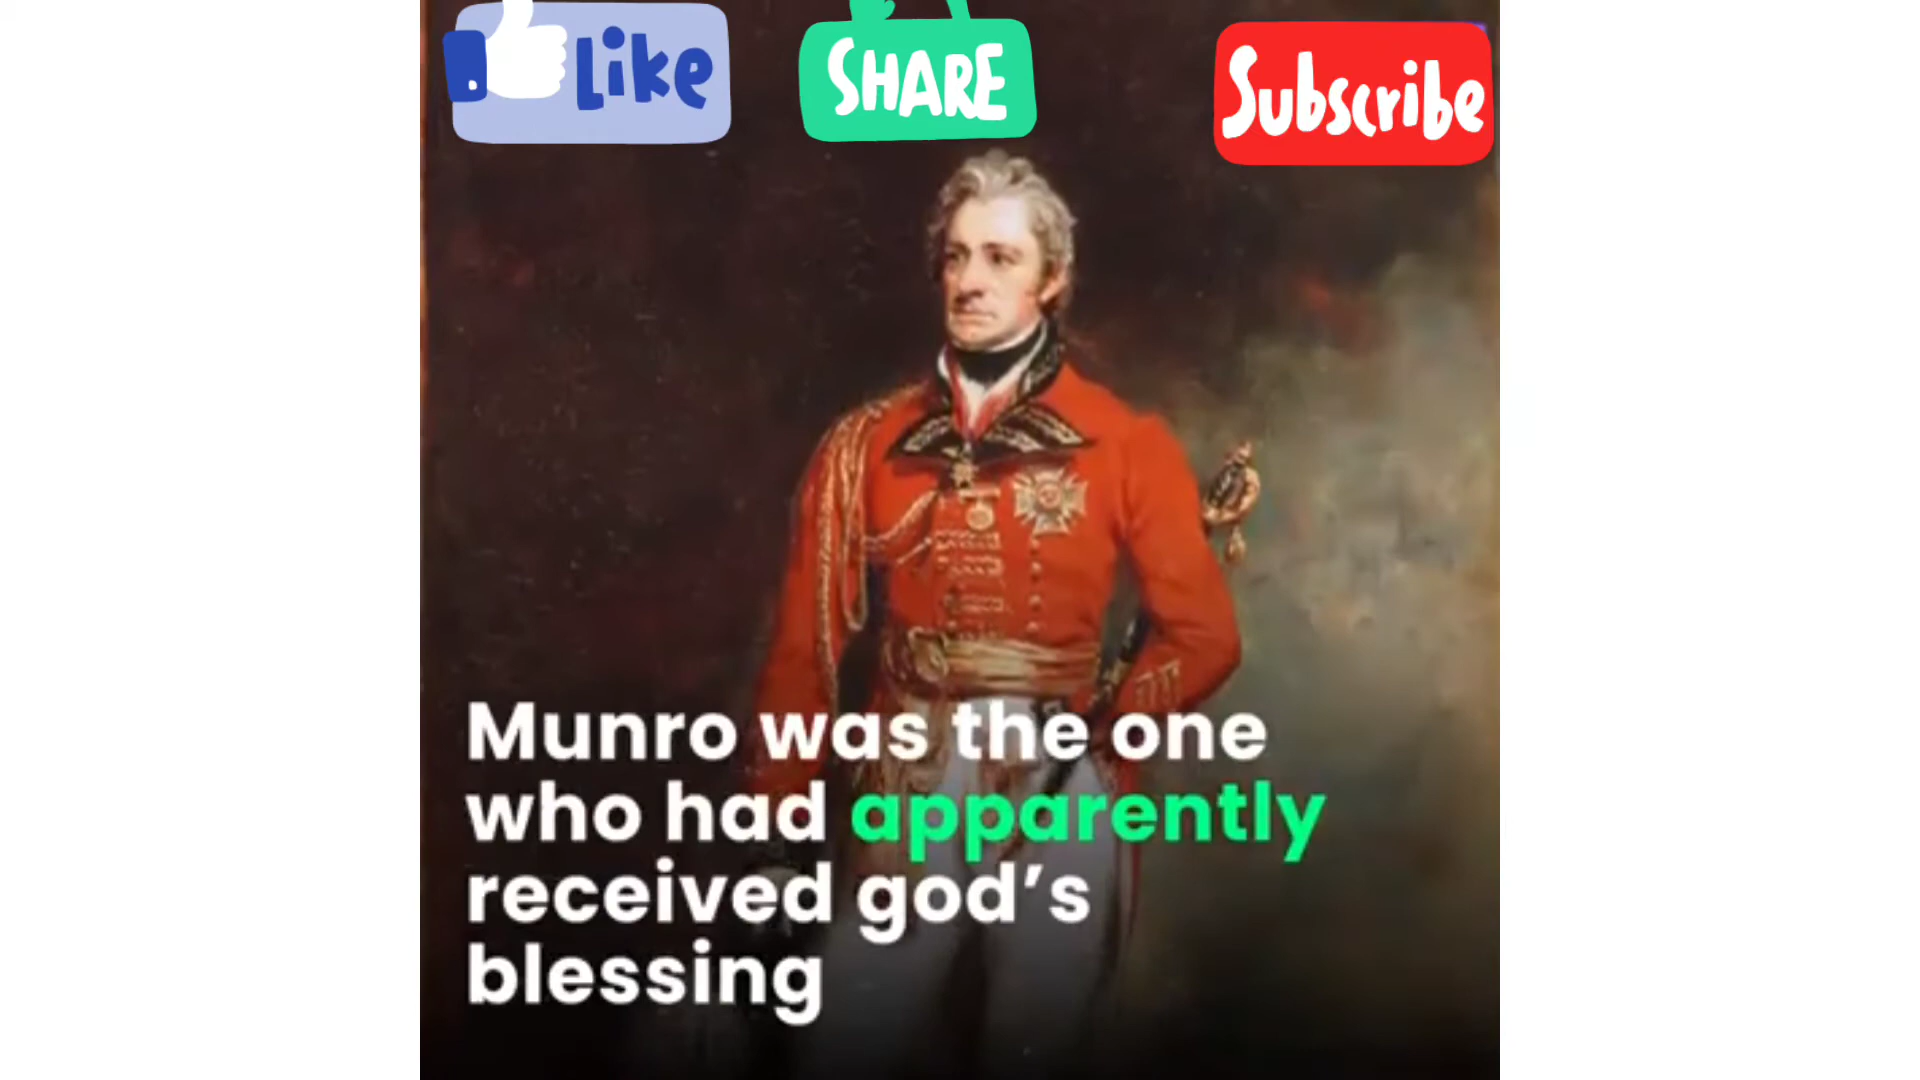 Like
SHARE
Subscribe
Munro was the one
who had apparently
received god's
blessing